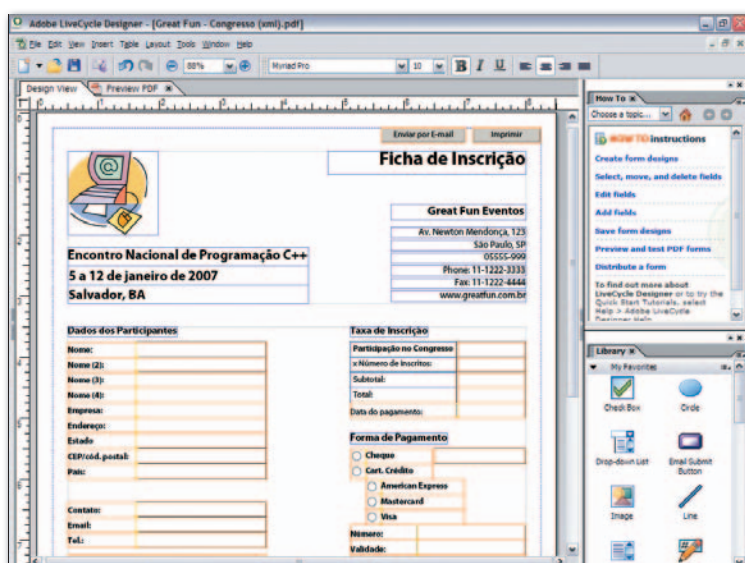 Adobe LiveCycle Designer - [Great Fun - Congresso (xml).pdf]
File Edit View Insert Table Layout Tools Window Help
88% Myriad Pro 10 B I U
Design View Preview PDF
How To
Choose a topic...
HOW TO instructions
Create form designs
Select, move, and delete fields
Edit fields
Add fields
Save form designs
Preview and test PDF forms
Distribute a form
To find out more about
LiveCycle Designer or to try the
Quick Start Tutorials, select
Help > Adobe LiveCycle
Designer Help
Enviar por E-mail Imprimir
Ficha de Inscrição
Great Fun Eventos
Av. Newton Mendonça, 123
São Paulo, SP
05555-999
Phone: 11-1222-3333
Fax: 11-1222-4444
www.greatfun.com.br
Encontro Nacional de Programação C++
5 a 12 de janeiro de 2007
Salvador, BA
Dados dos Participantes
Nome:
Nome (2):
Nome (3):
Nome (4):
Empresa:
Endereço:
Estado
CEP/cód. postal:
País:
Contato:
Email:
Tel.:
Taxa de Inscrição
Participação no Congresso
x Número de Inscritos:
Subtotal:
Total:
Data do pagamento:
Forma de Pagamento
Cheque
Cart. Crédito
American Express
Mastercard
Visa
Número:
Validade:
Library
My Favorites
Check Box
Circle
Drop-down List
Email Submit
Button
Image
Line